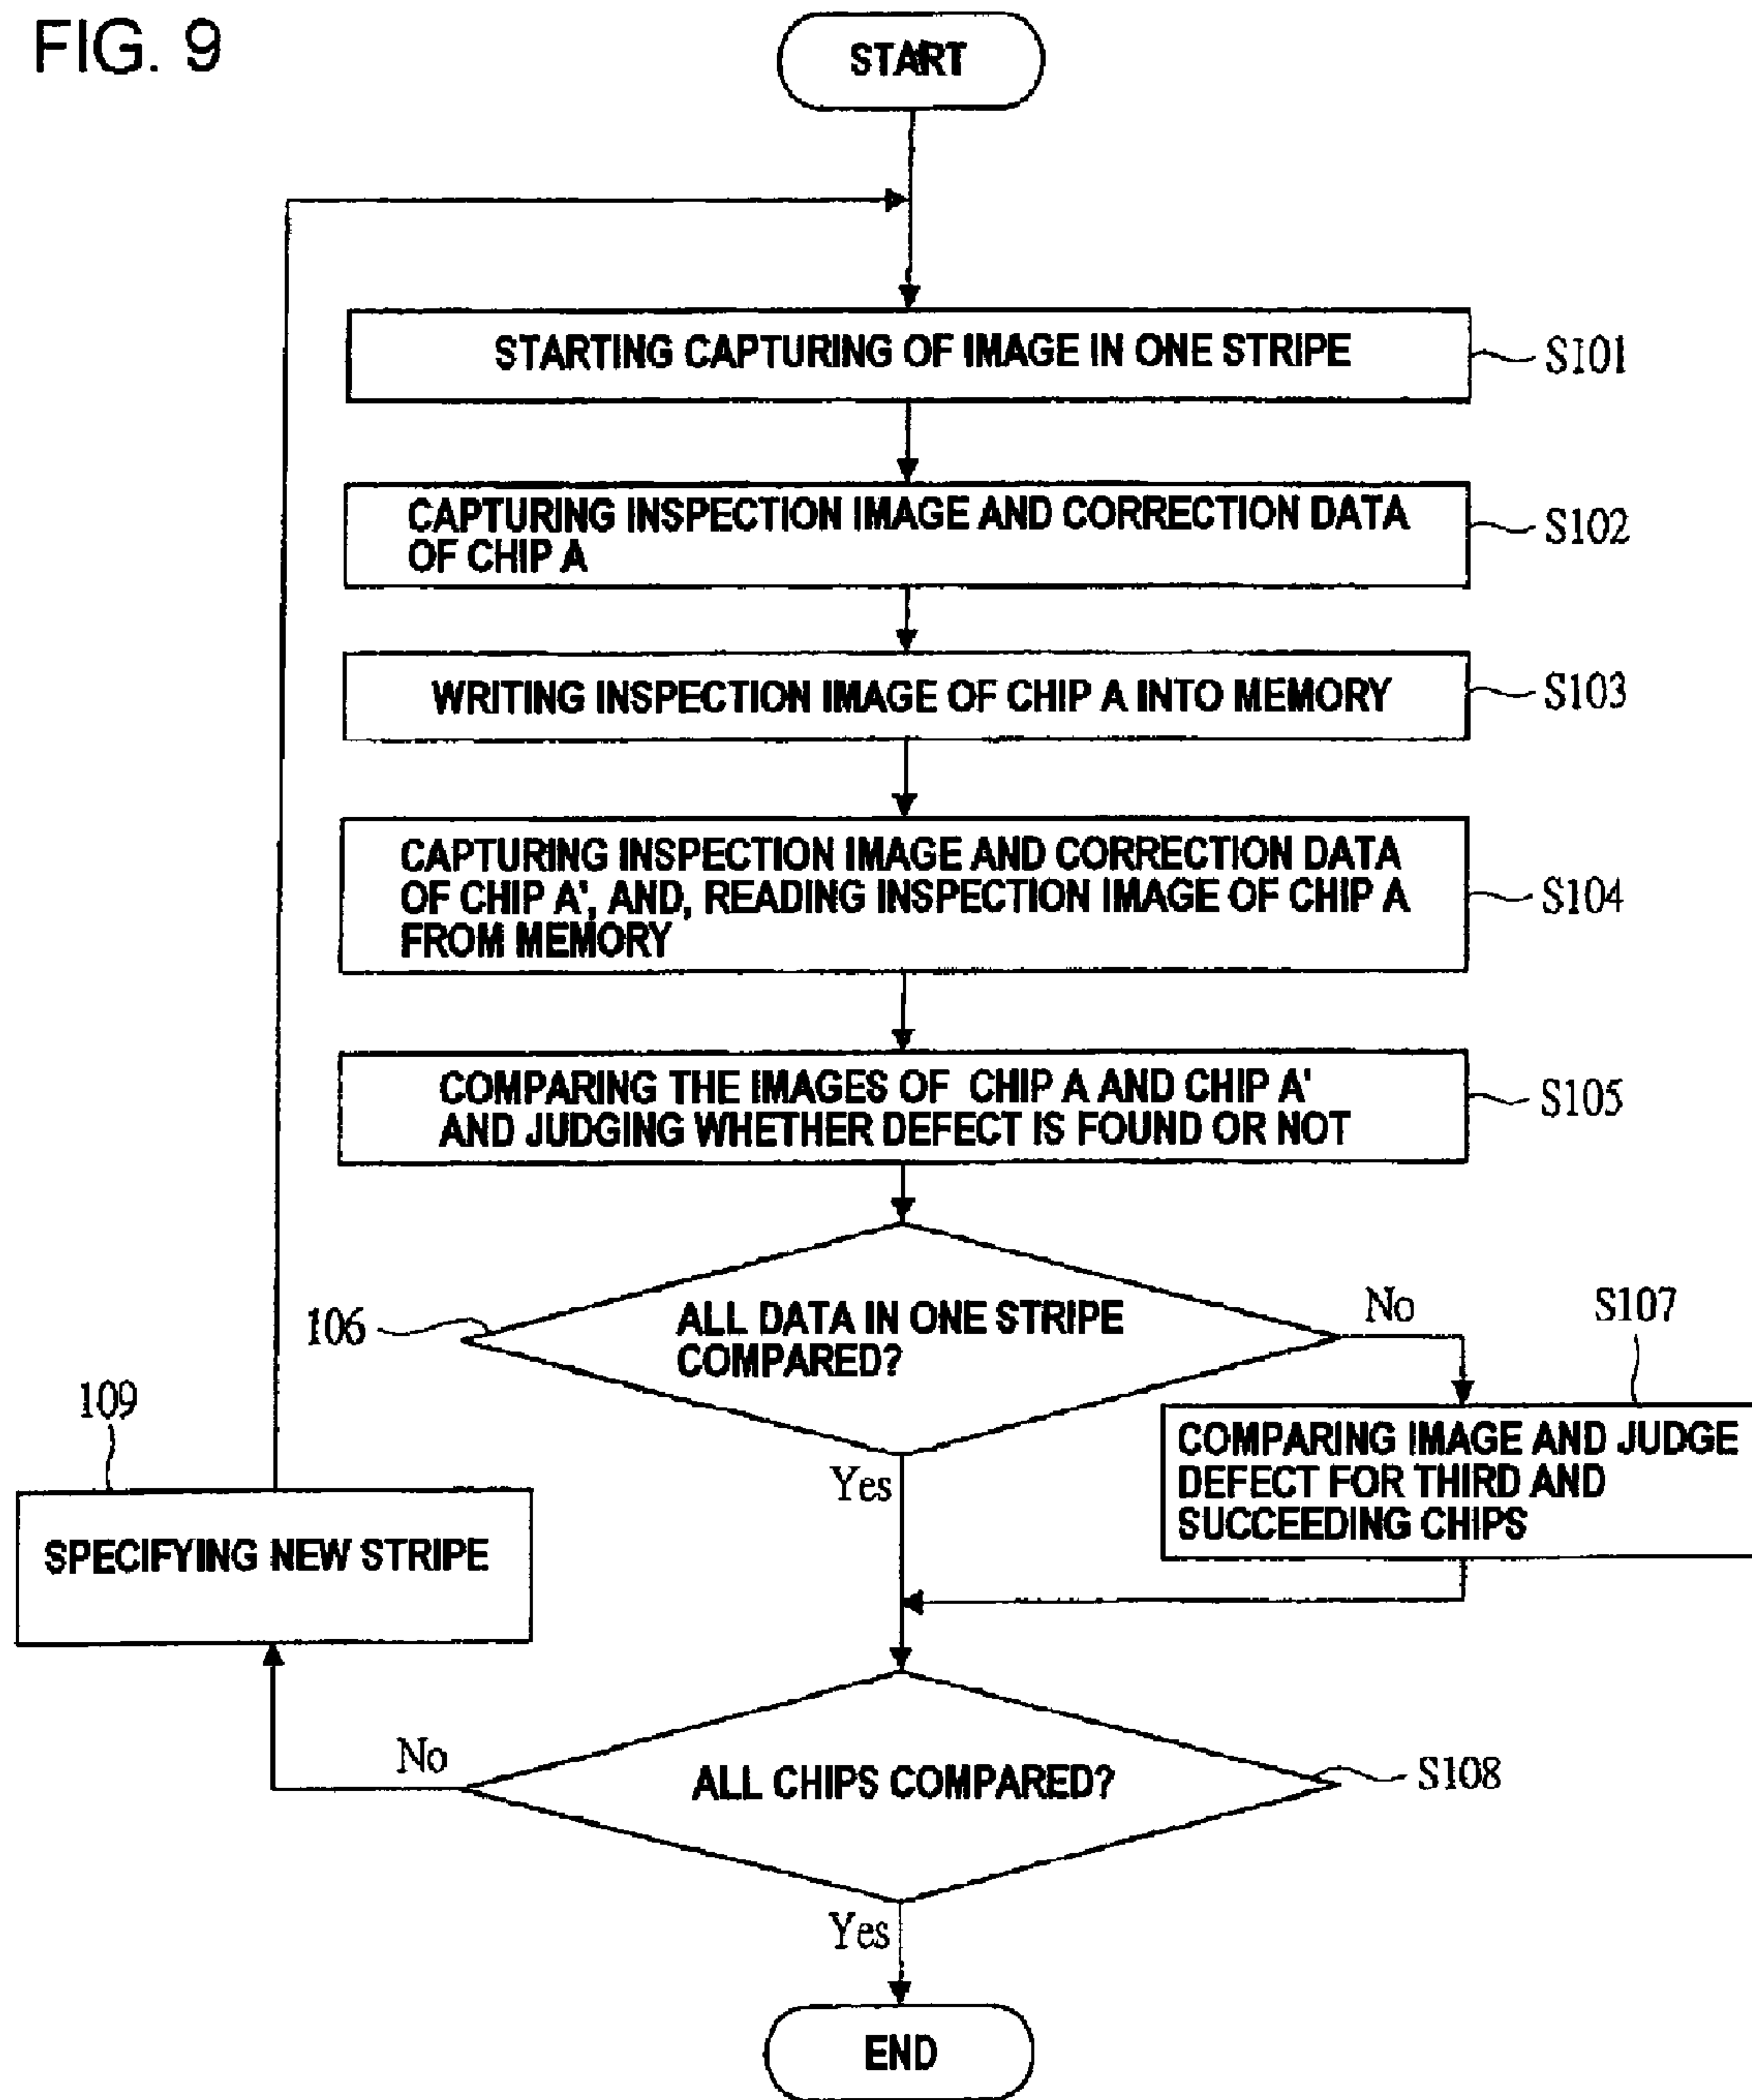 FIG. 9
START
STARTING CAPTURING OF IMAGE IN ONE STRIPE
S101
CAPTURING INSPECTION IMAGE AND CORRECTION DATA
OF CHIP A
S102
WRITING INSPECTION IMAGE OF CHIP A INTO MEMORY
S103
CAPTURING INSPECTION IMAGE AND CORRECTION DATA
OF CHIP A', AND, READING INSPECTION IMAGE OF CHIP A
FROM MEMORY
S104
COMPARING THE IMAGES OF CHIP A AND CHIP A'
AND JUDGING WHETHER DEFECT IS FOUND OR NOT
S105
106
ALL DATA IN ONE STRIPE
COMPARED?
No
S107
COMPARING IMAGE AND JUDGE
DEFECT FOR THIRD AND
SUCCEEDING CHIPS
Yes
109
SPECIFYING NEW STRIPE
No
ALL CHIPS COMPARED?
S108
Yes
END